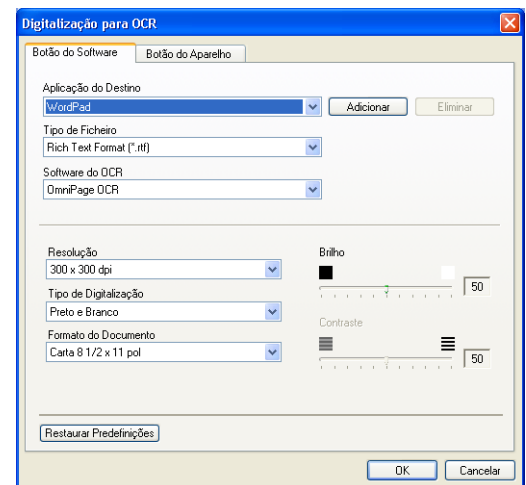 Digitalização para OCR
Botão do Software
Botão do Aparelho
Aplicação do Destino
WordPad
Adicionar
Eliminar
Tipo de Ficheiro
Rich Text Format (*.rtf)
Software do OCR
OmniPage OCR
Resolução
300 x 300 dpi
Tipo de Digitalização
Preto e Branco
Formato do Documento
Carta 8 1/2 x 11 pol
Brilho
50
Contraste
50
Restaurar Predefinições
OK
Cancelar